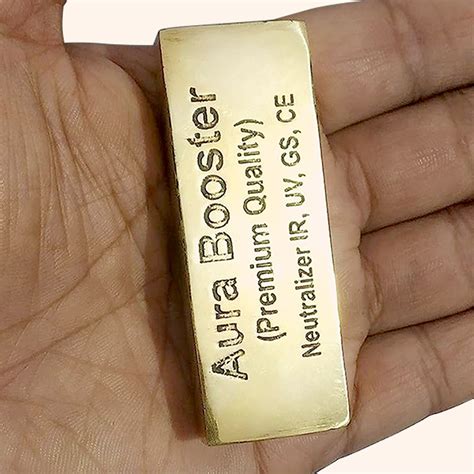 Aura Booster
(Premium Quality)
Neutralizer IR, UV, GS, CE